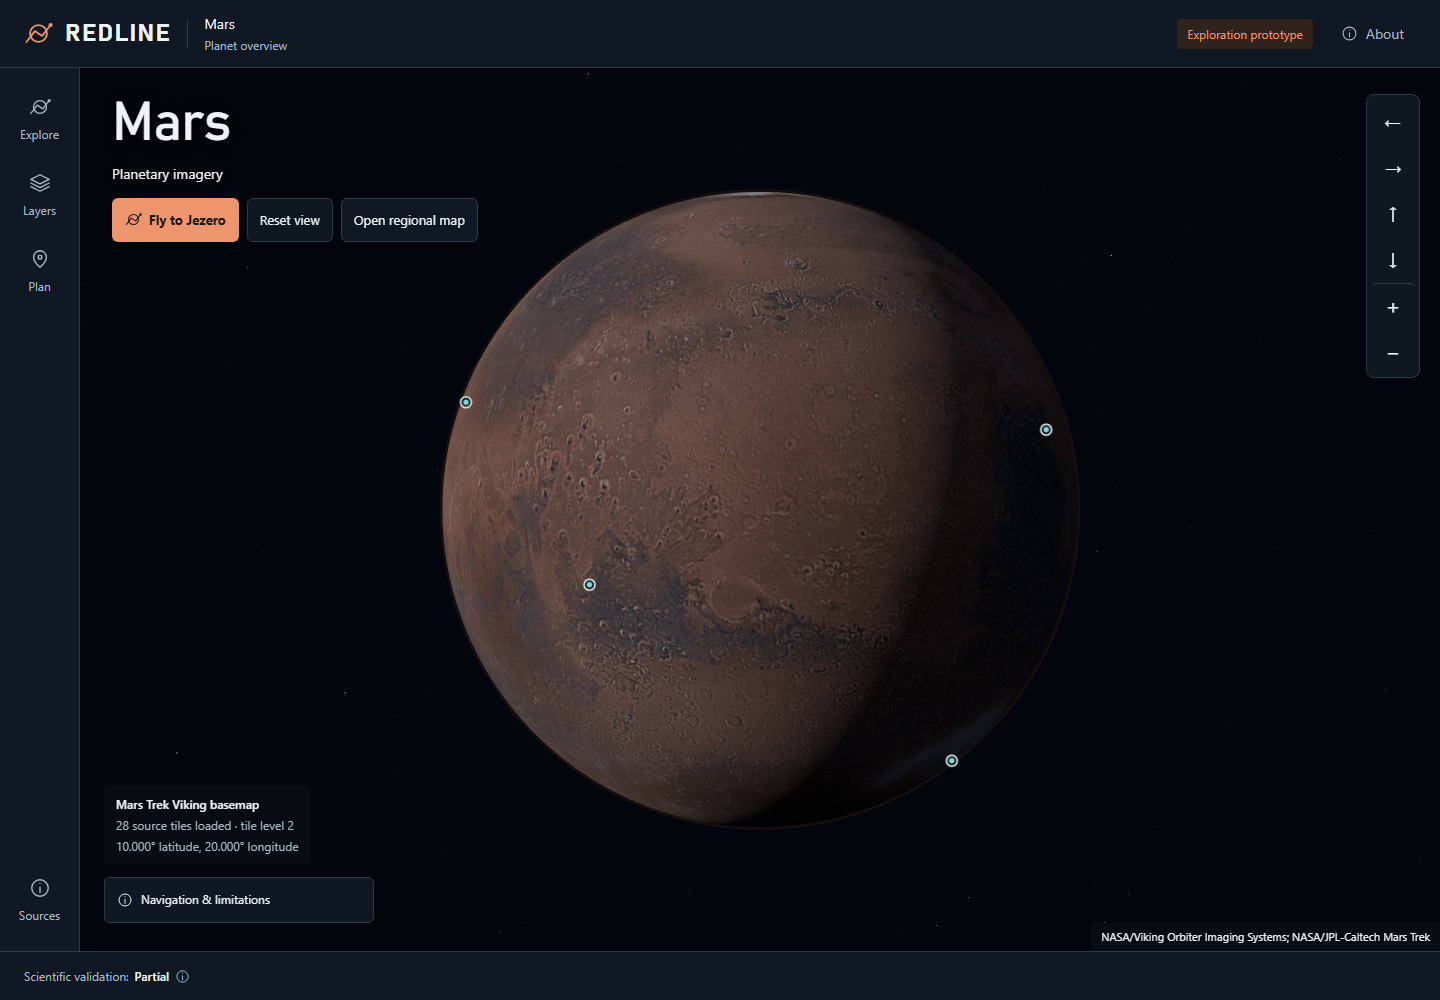 REDLINE
Mars
Planet overview
Exploration prototype
About
Explore
Layers
Plan
Sources
Mars
Planetary imagery
Fly to Jezero
Reset view
Open regional map
←
→
↑
↓
+
−
Mars Trek Viking basemap
28 source tiles loaded · tile level 2
10.000° latitude, 20.000° longitude
Navigation & limitations
NASA/Viking Orbiter Imaging Systems; NASA/JPL-Caltech Mars Trek
Scientific validation: Partial